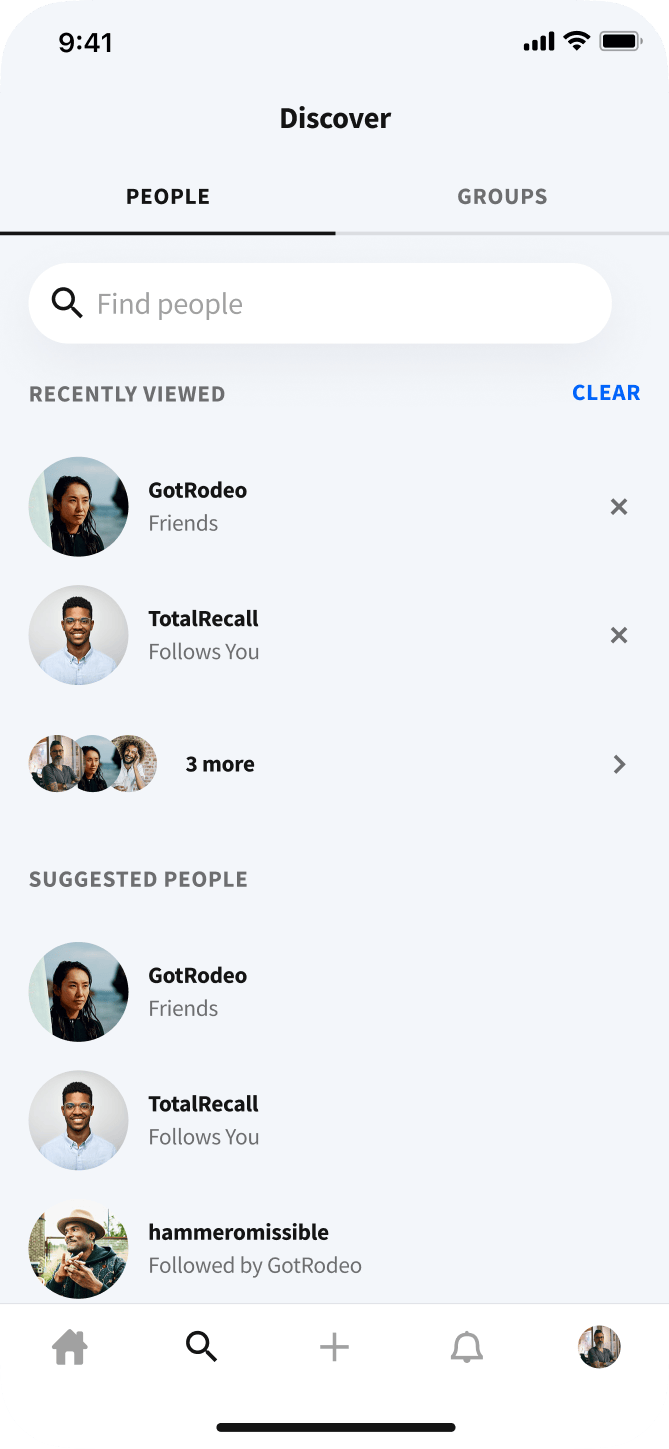 9:41
Discover
PEOPLE
GROUPS
Find people
RECENTLY VIEWED
CLEAR
GotRodeo
Friends
TotalRecall
Follows You
3 more
SUGGESTED PEOPLE
GotRodeo
Friends
TotalRecall
Follows You
hammeromissible
Followed by GotRodeo